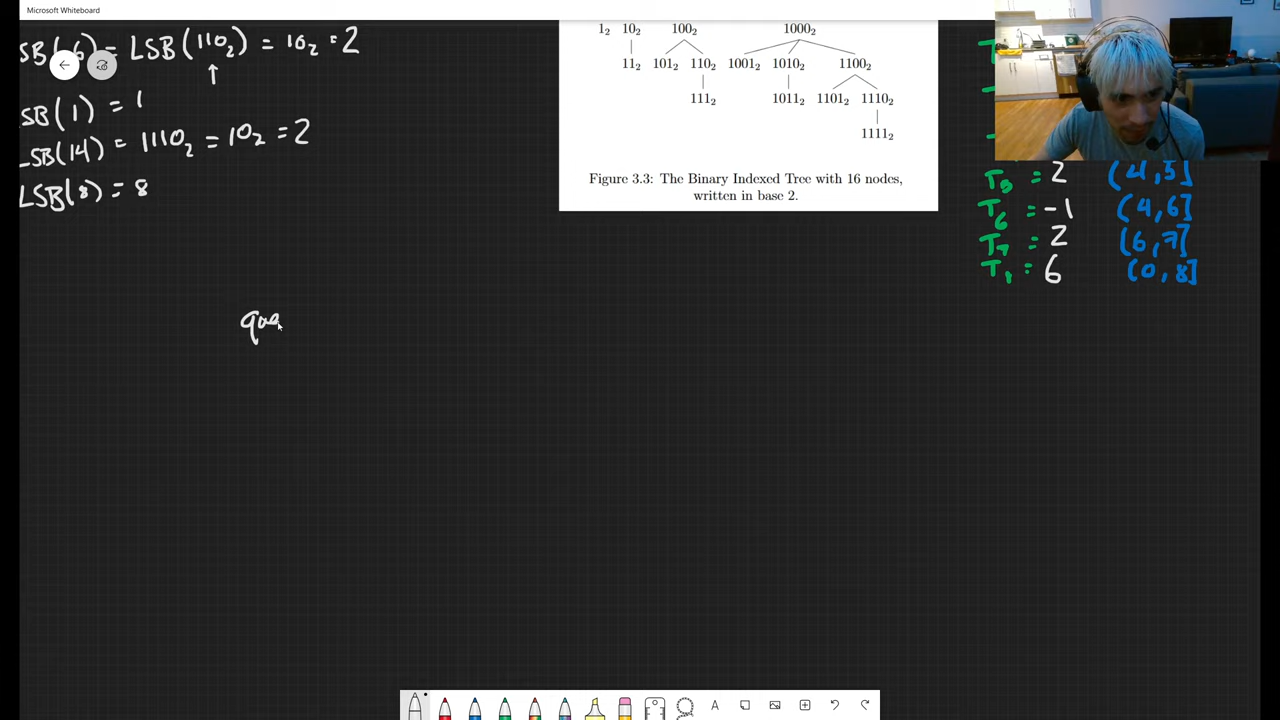 Microsoft Whiteboard
SB(6) = LSB(110₂) = 10₂ = 2
↑
SB(1) = 1
LSB(14) = 1110₂ = 10₂ = 2
LSB(8) = 8
1₂ 10₂ 100₂ 1000₂
11₂ 101₂ 110₂ 1001₂ 1010₂ 1100₂
111₂ 1011₂ 1101₂ 1110₂
1111₂
Figure 3.3: The Binary Indexed Tree with 16 nodes,
written in base 2.
T₅ = 2 (4,5]
T₆ = -1 (4,6]
T₇ = 2 (6,7]
T₁ = 6 (0,8]
que
A